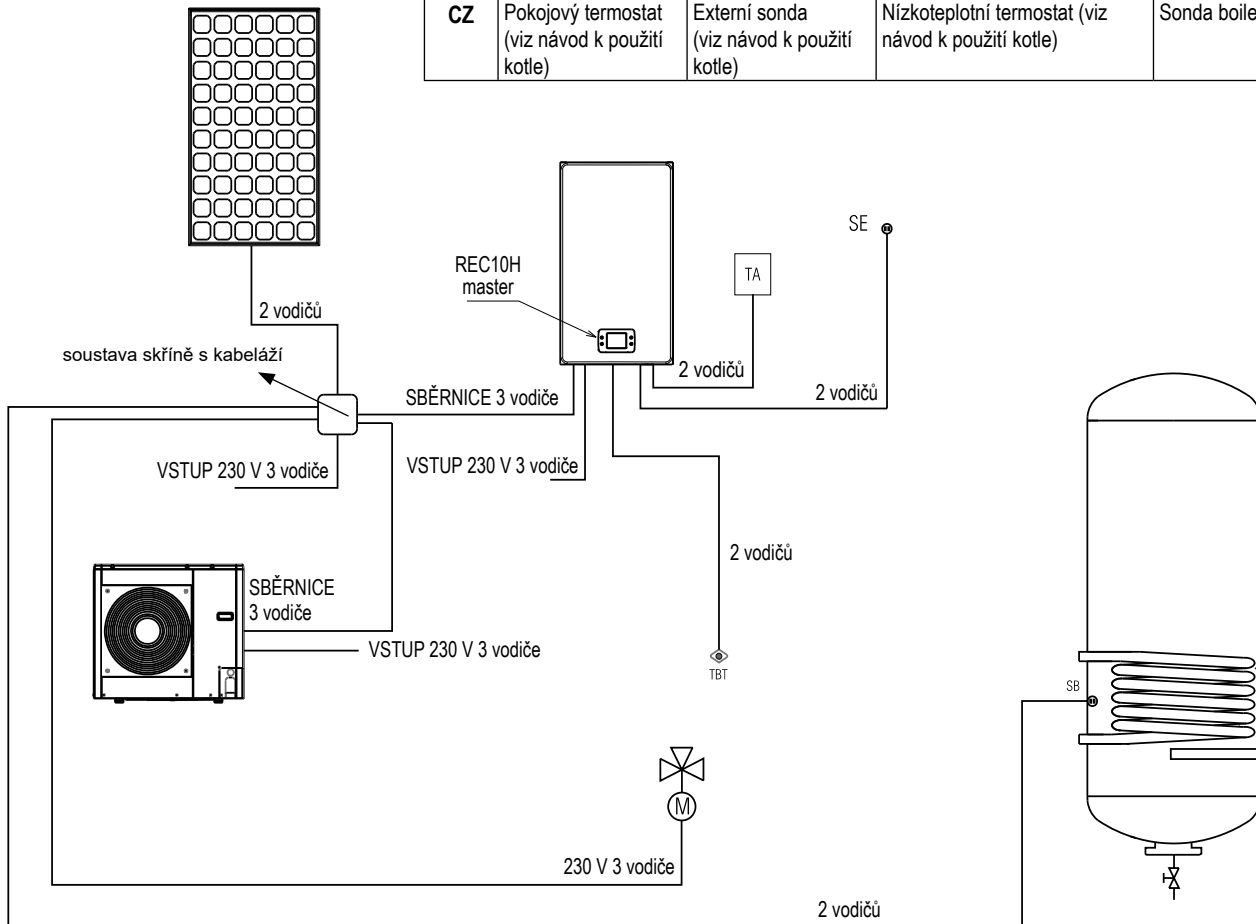 CZ
Pokojový termostat
(viz návod k použití
kotle)
Externí sonda
(viz návod k použití
kotle)
Nízkoteplotní termostat (viz
návod k použití kotle)
Sonda
2 vodičů
soustava skříně s kabeláží
REC10H
master
TA
SE
2 vodičů
2 vodičů
SBĚRNICE 3 vodiče
VSTUP 230 V 3 vodiče
VSTUP 230 V 3 vodiče
2 vodičů
SBĚRNICE
3 vodiče
VSTUP 230 V 3 vodiče
TBT
SB
M
230 V 3 vodiče
2 vodičů